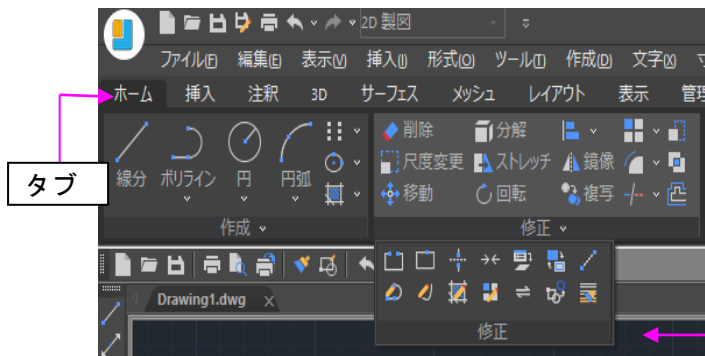 2D 製図
ファイル(F) 編集(E) 表示(V) 挿入(I) 形式(O) ツール(T) 作成(D) 文字(X)
ホーム 挿入 注釈 3D サーフェス メッシュ レイアウト 表示 管理
タブ
線分 ポリライン 円 円弧
削除 分解
尺度変更 ストレッチ 鏡像
移動 回転 複写
作成 修正
Drawing1.dwg
修正